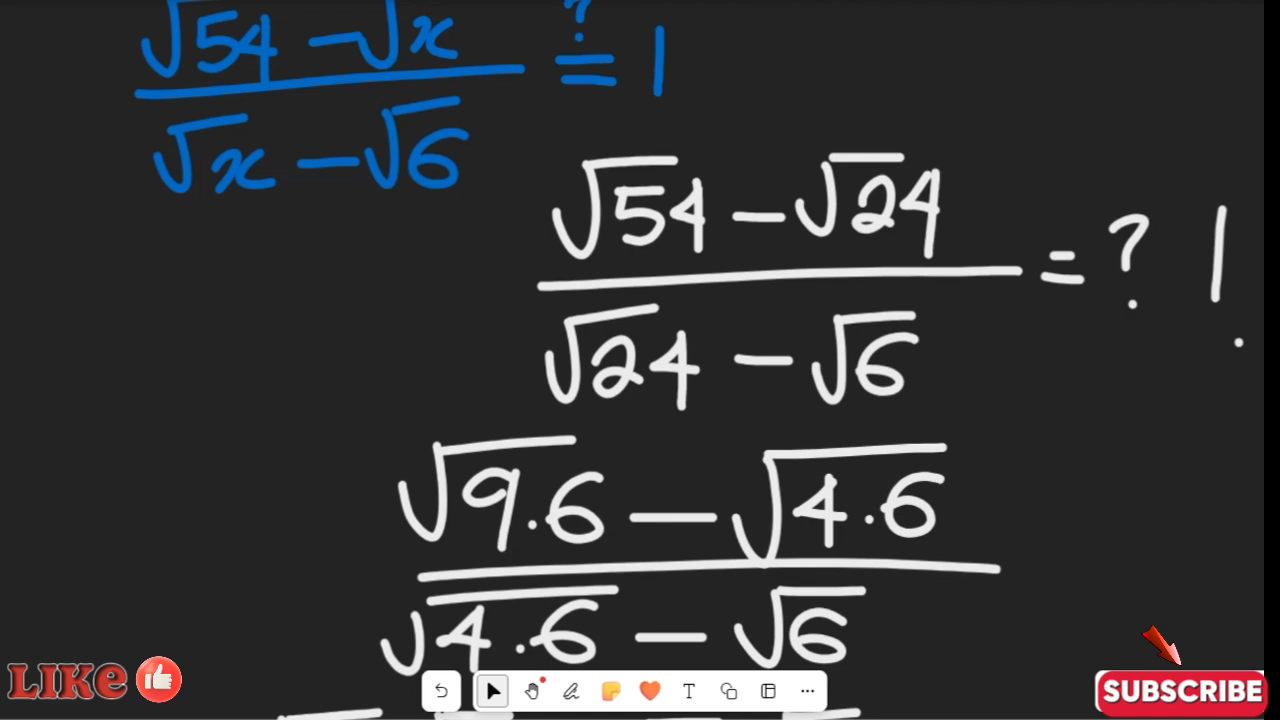 √54 - √x
? = 1
√x - √6
√54 - √24
= ? 1.
√24 - √6
√9.6 - √4.6
√4.6 - √6
LIKE
T
SUBSCRIBE